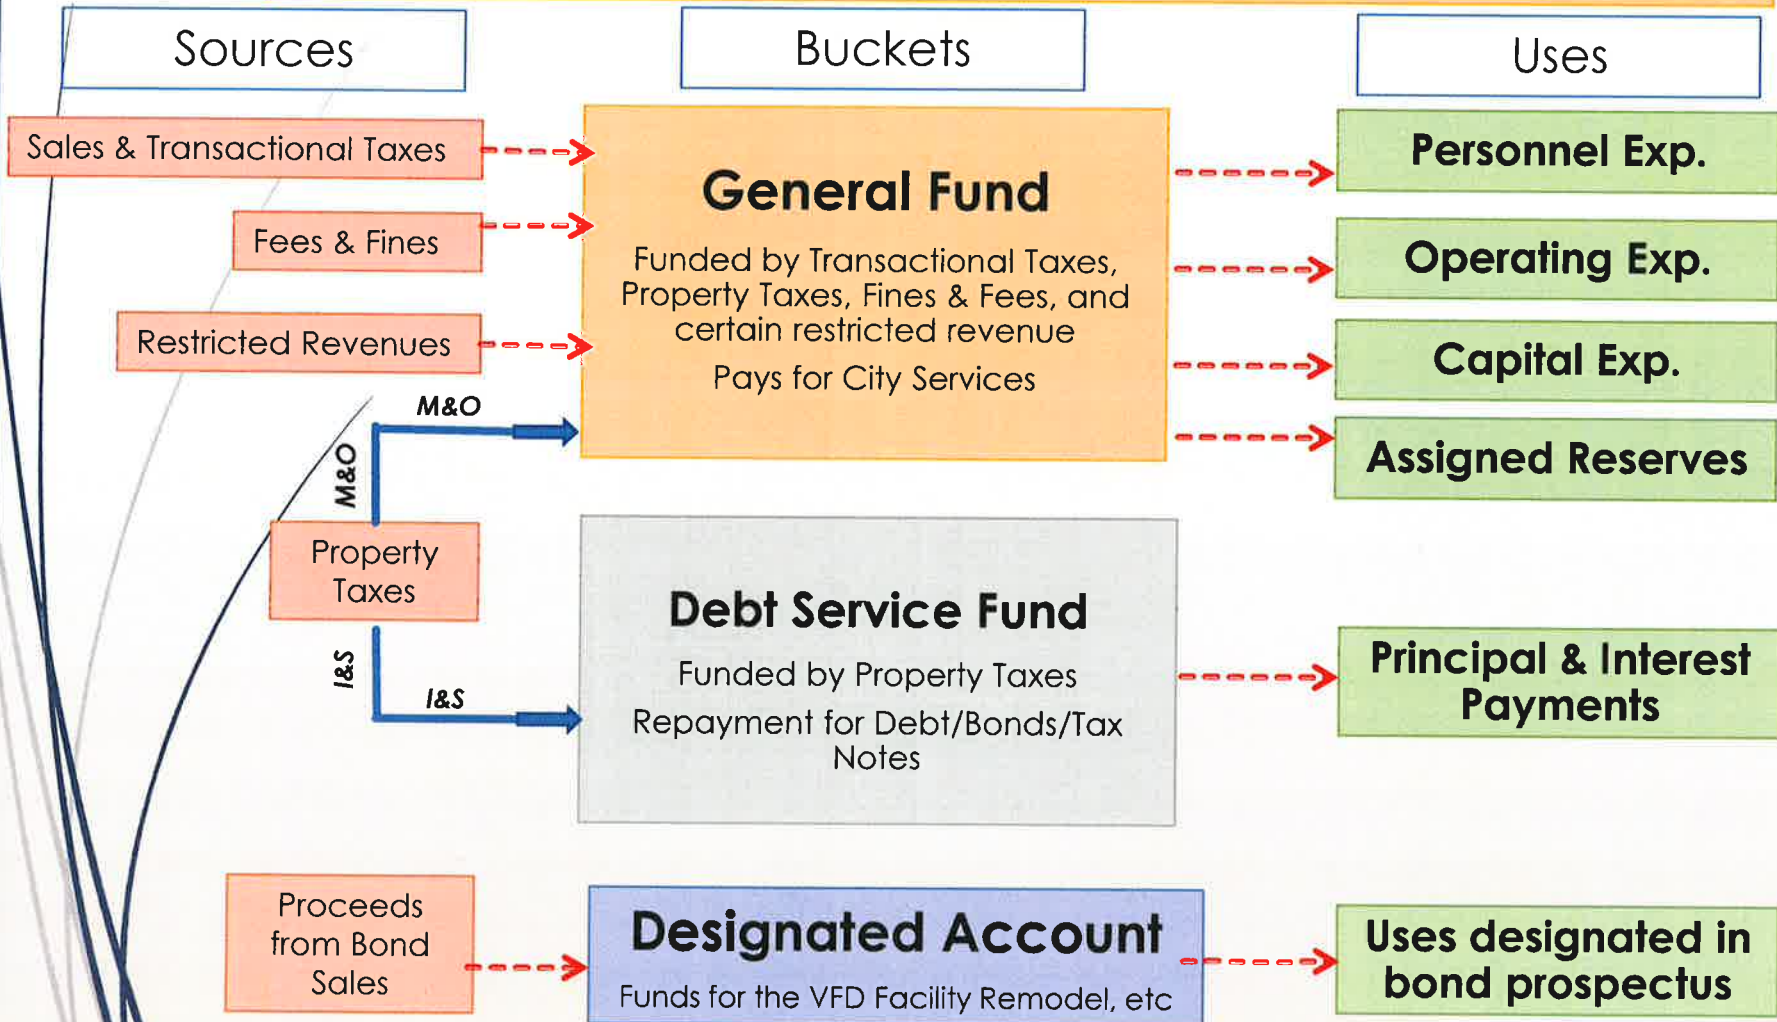 Sources
Buckets
Uses
Sales & Transactional Taxes
Fees & Fines
Restricted Revenues
M&O
M&O
Property
Taxes
I&S
I&S
Proceeds
from Bond
Sales
General Fund
Funded by Transactional Taxes,
Property Taxes, Fines & Fees, and
certain restricted revenue
Pays for City Services
Debt Service Fund
Funded by Property Taxes
Repayment for Debt/Bonds/Tax
Notes
Designated Account
Funds for the VFD Facility Remodel, etc
Personnel Exp.
Operating Exp.
Capital Exp.
Assigned Reserves
Principal & Interest
Payments
Uses designated in
bond prospectus